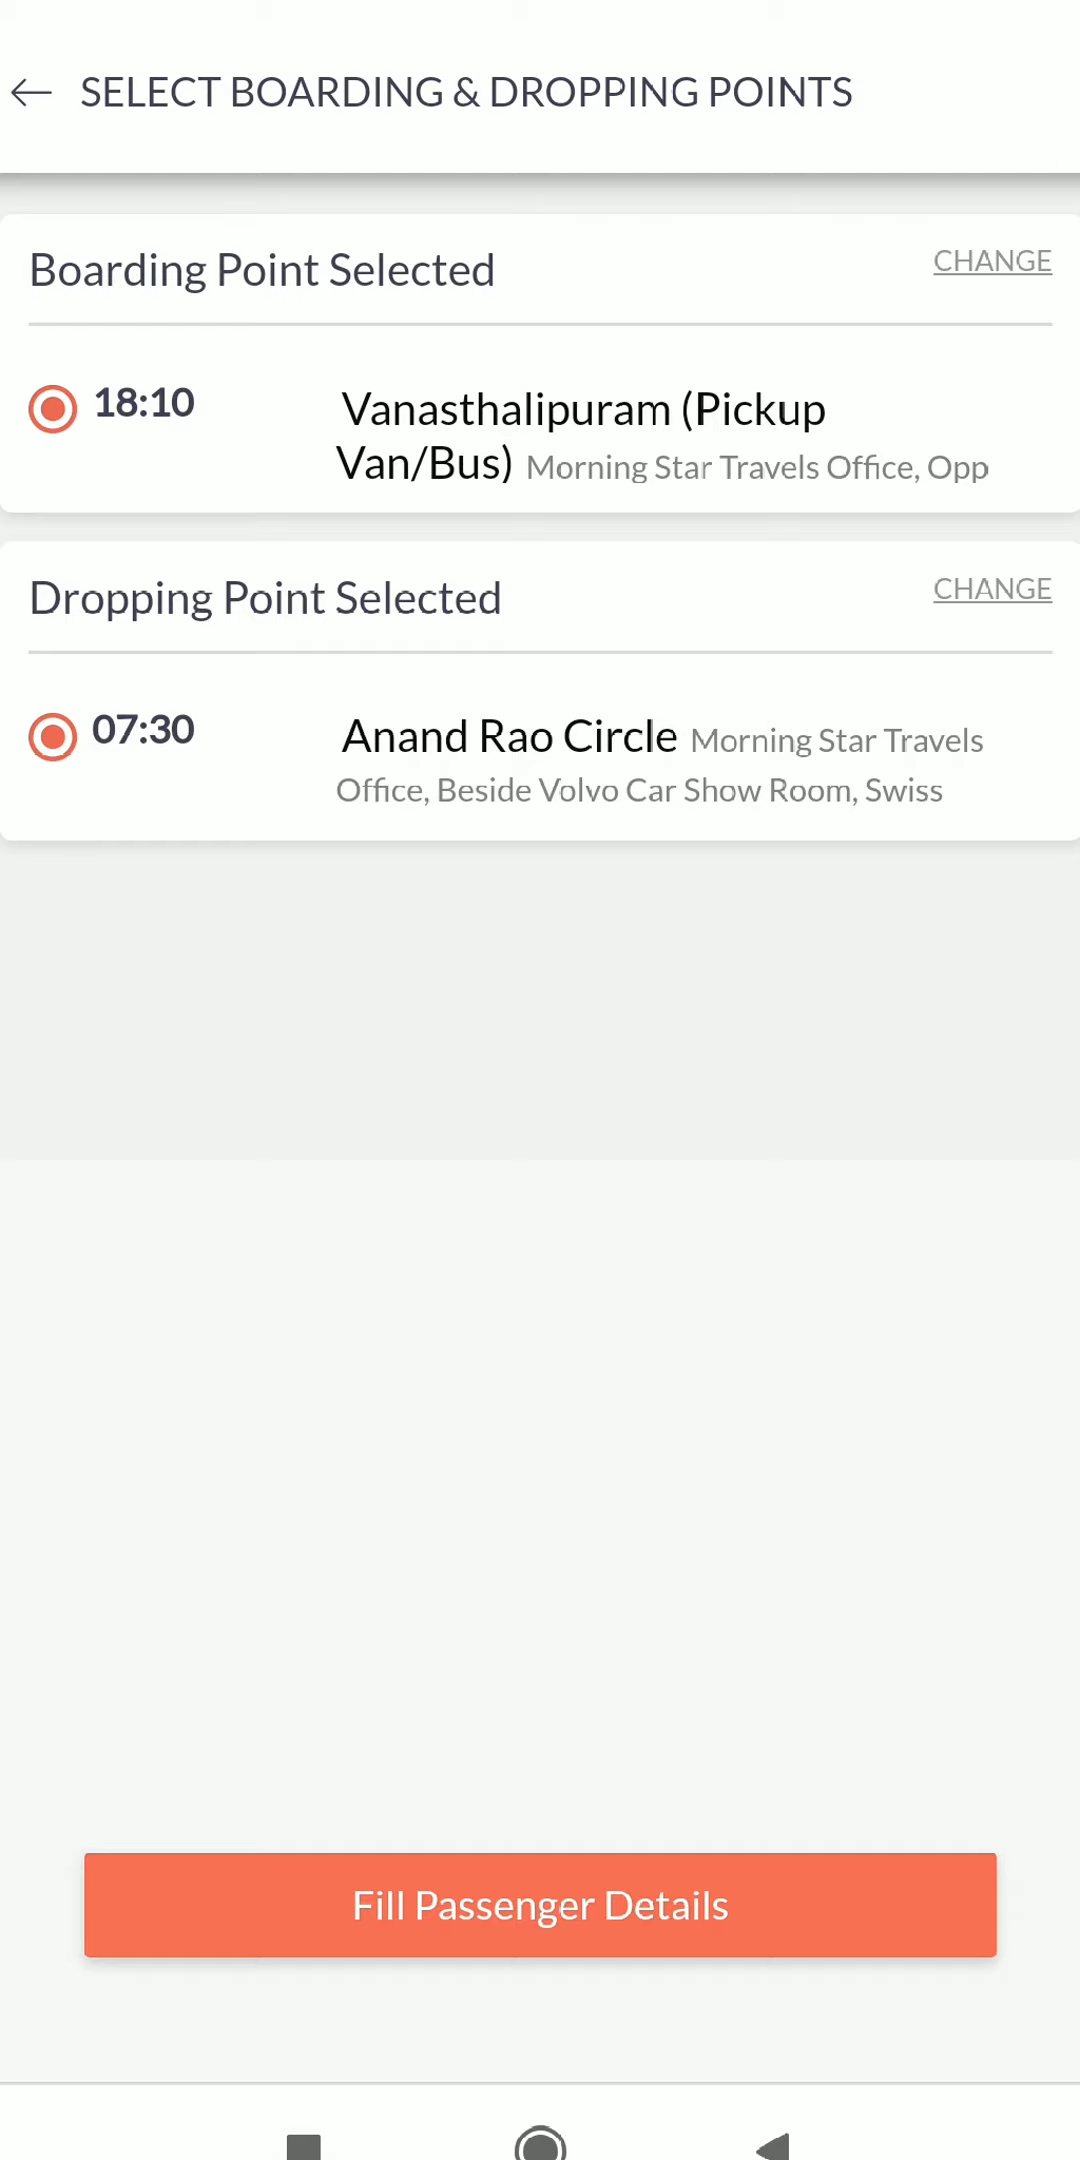 SELECT BOARDING & DROPPING POINTS
Boarding Point Selected
CHANGE
18:10
Vanasthalipuram (Pickup
Van/Bus) Morning Star Travels Office, Opp
Dropping Point Selected
CHANGE
07:30
Anand Rao Circle Morning Star Travels
Office, Beside Volvo Car Show Room, Swiss
Fill Passenger Details